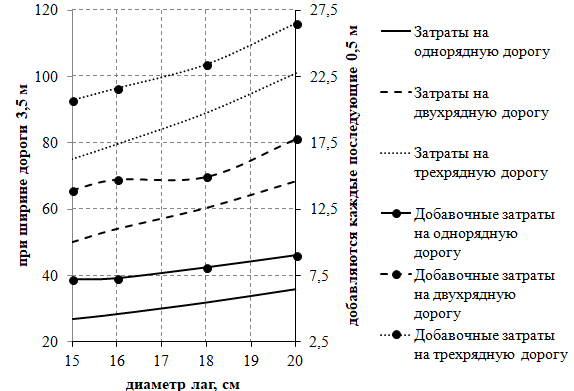 при ширине дороги 3,5 м
120
100
80
60
40
20
15
16
17
18
19
20
диаметр лаг, см
27,5
22,5
17,5
12,5
7,5
2,5
добавляются каждые последующие 0,5 м
Затраты на
однорядную дорогу
Затраты на
двухрядную дорогу
Затраты на
трехрядную дорогу
Добавочные затраты
на однорядную
дорогу
Добавочные затраты
на двухрядную
дорогу
Добавочные затраты
на трехрядную дорогу